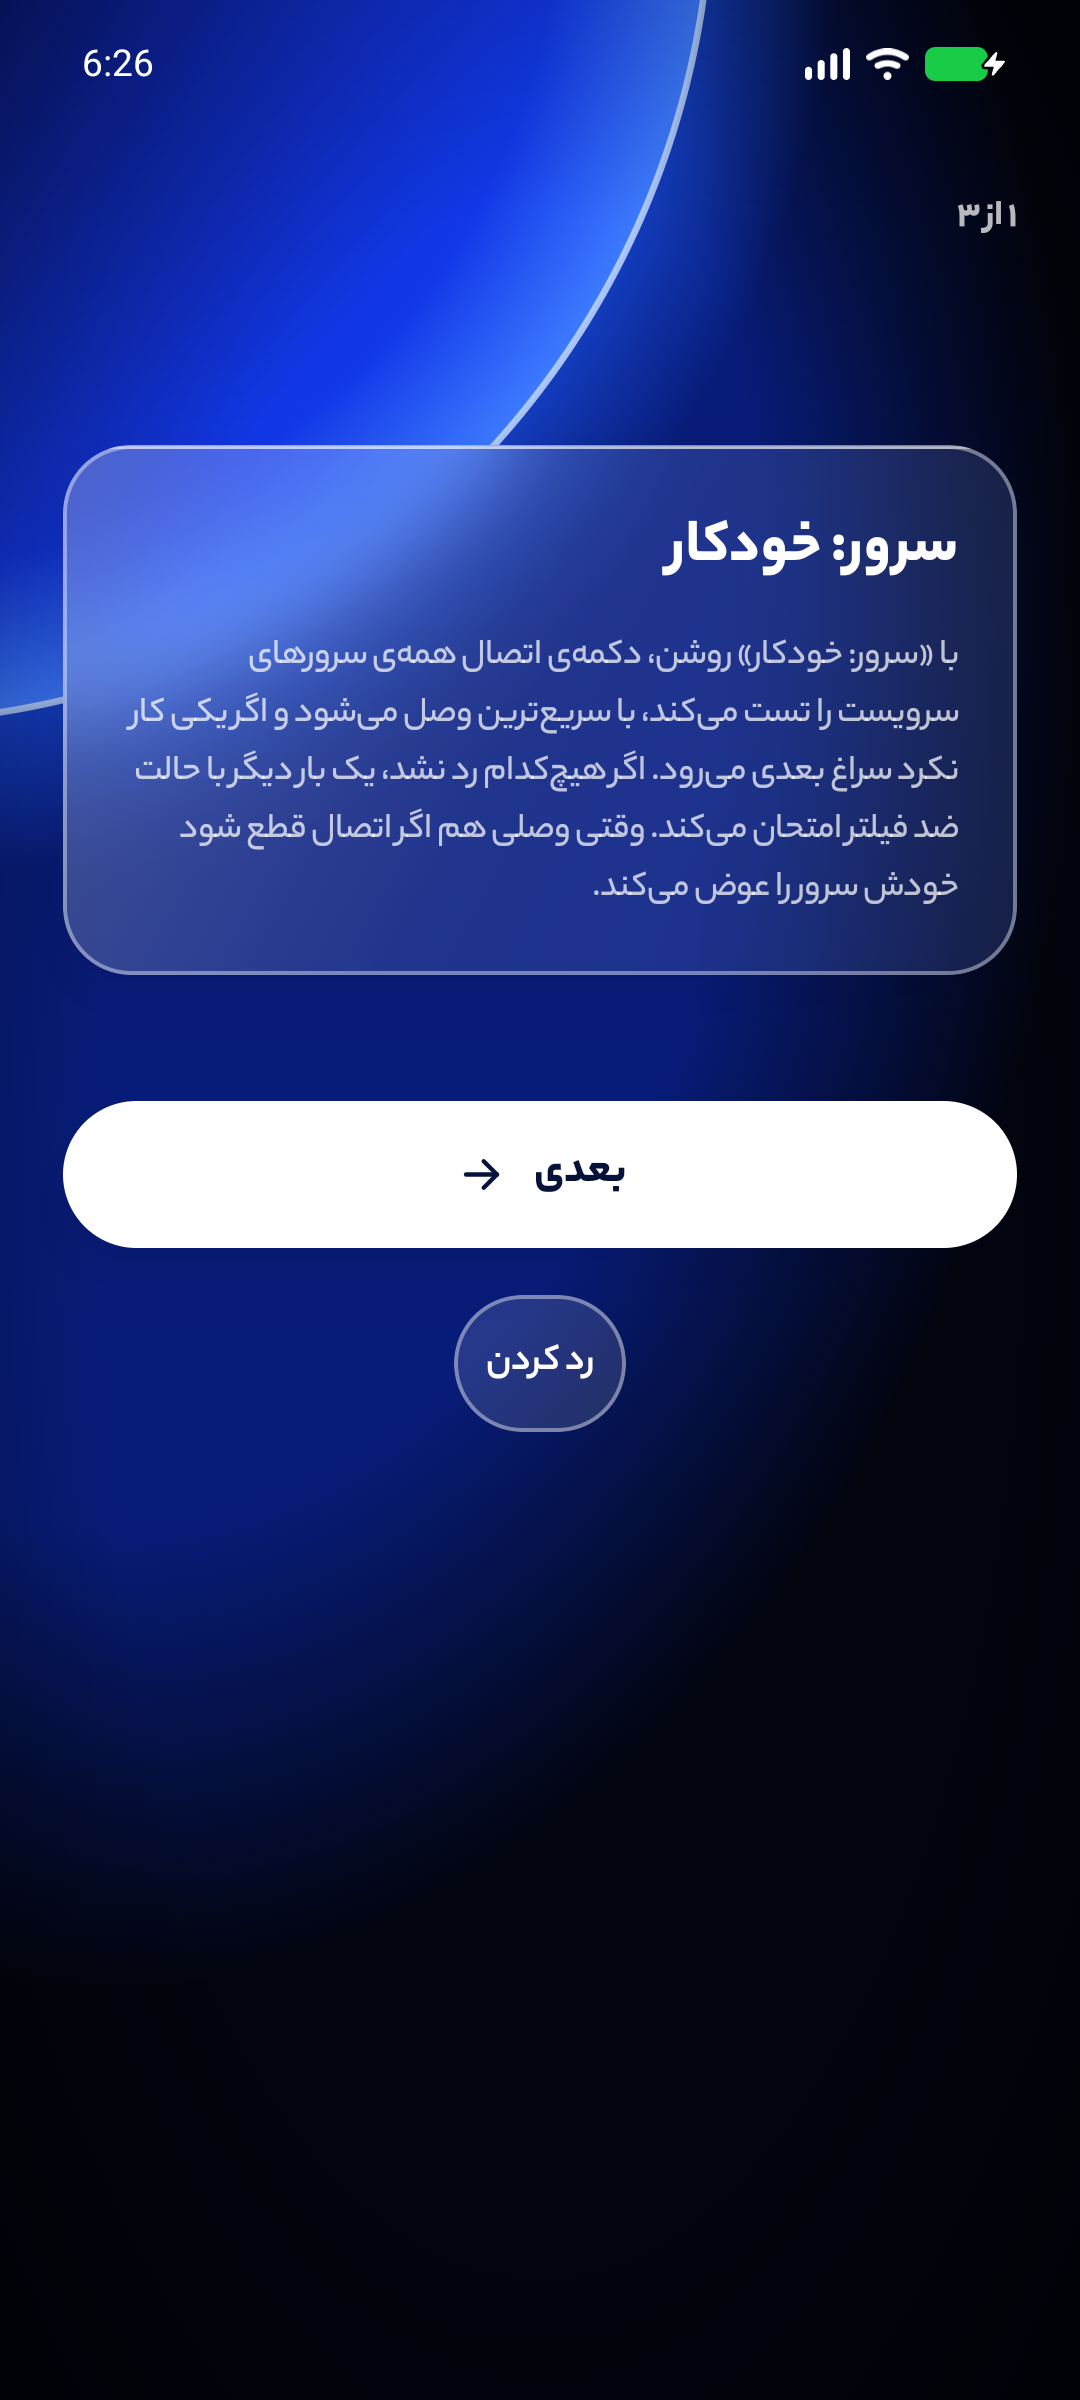 6:26
۱ از ۳
سرور: خودکار
با «سرور: خودکار» روشن، دکمه‌ی اتصال همه‌ی سرورهای
سرویست را تست می‌کند، با سریع‌ترین وصل می‌شود و اگر یکی کار
نکرد سراغ بعدی می‌رود. اگر هیچ‌کدام رد نشد، یک بار دیگر با حالت
ضد فیلتر امتحان می‌کند. وقتی وصلی هم اگر اتصال قطع شود
خودش سرور را عوض می‌کند.
بعدی
رد کردن